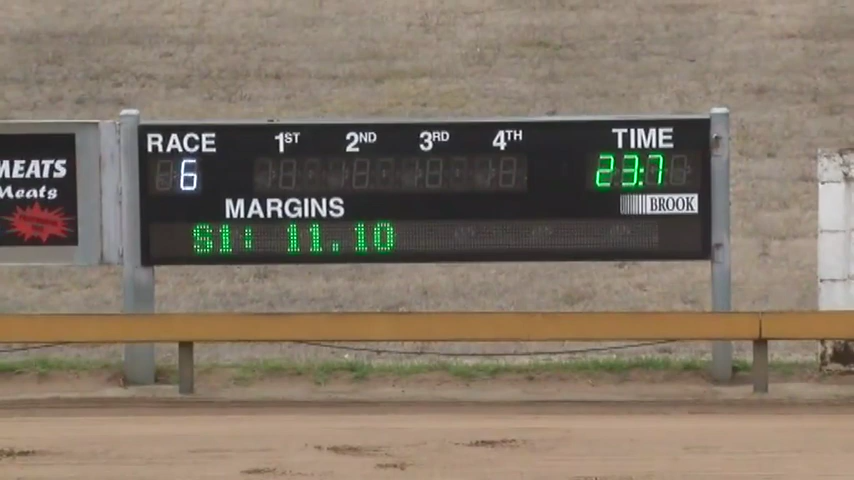 MEATS
Meats
RACE 1ST 2ND 3RD 4TH TIME
6 23:7
MARGINS BROOK
S1: 11.10